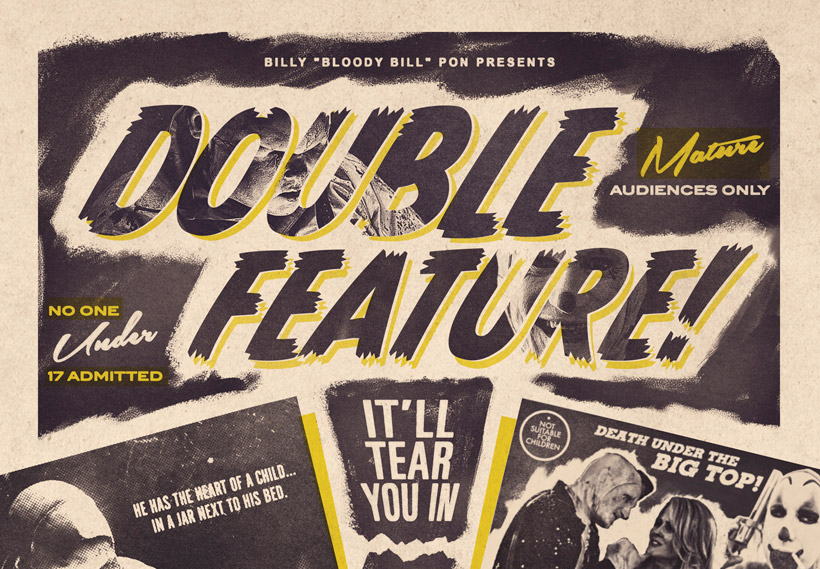 BILLY "BLOODY BILL" PON PRESENTS
DOUBLE
FEATURE!
Mature
AUDIENCES ONLY
NO ONE
Under
17 ADMITTED
IT'LL
TEAR
YOU IN
HE HAS THE HEART OF A CHILD...
IN A JAR NEXT TO HIS BED.
NOT
SUITABLE
FOR
CHILDREN
DEATH UNDER THE
BIG TOP!